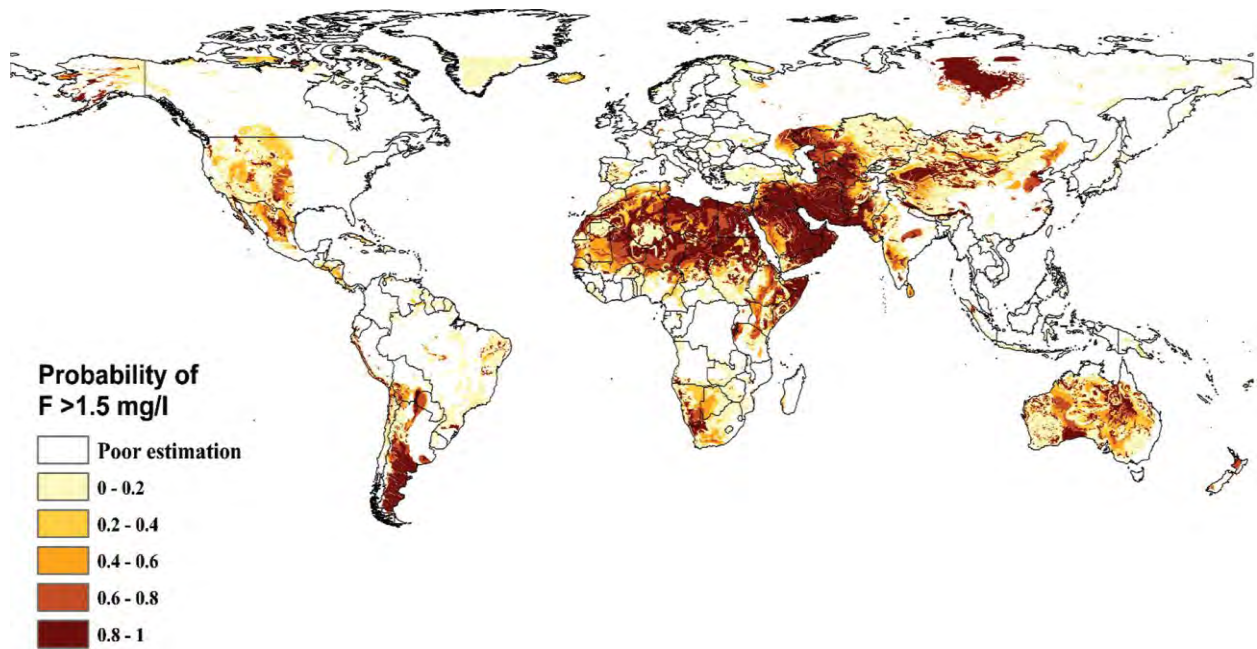 Probability of
F >1.5 mg/l
Poor estimation
0 - 0.2
0.2 - 0.4
0.4 - 0.6
0.6 - 0.8
0.8 - 1